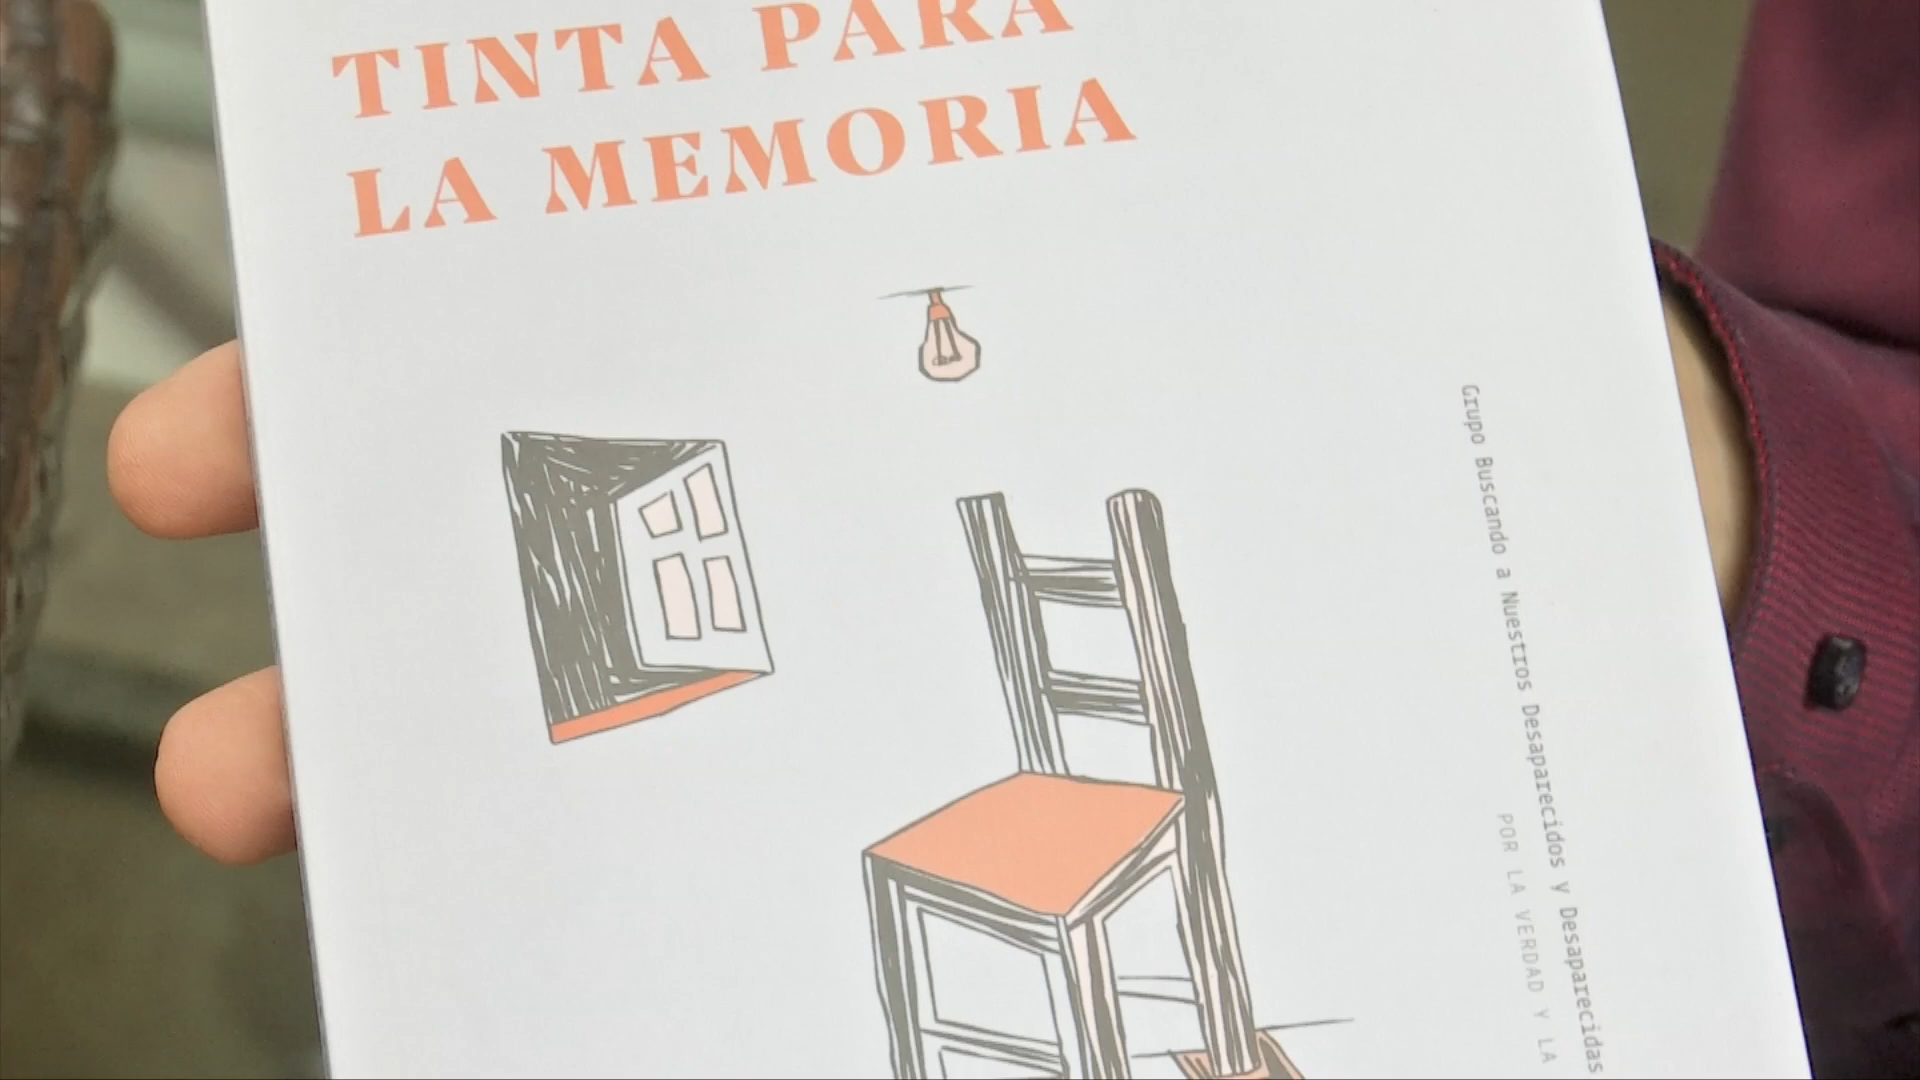 TINTA PARA
LA MEMORIA
Grupo Buscando a Nuestros Desaparecidos y Desaparecidas
POR LA VERDAD Y LA